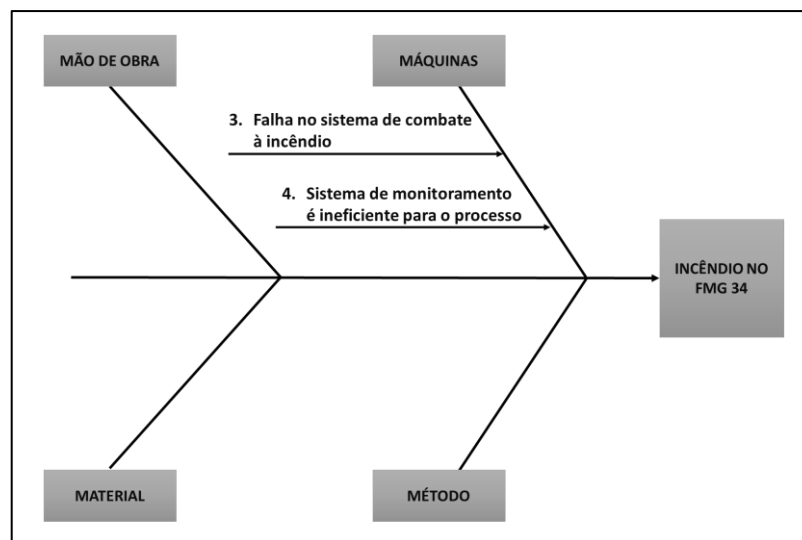 MÃO DE OBRA
MÁQUINAS
3. Falha no sistema de combate
à incêndio
4. Sistema de monitoramento
é ineficiente para o processo
INCÊNDIO NO
FMG 34
MATERIAL
MÉTODO